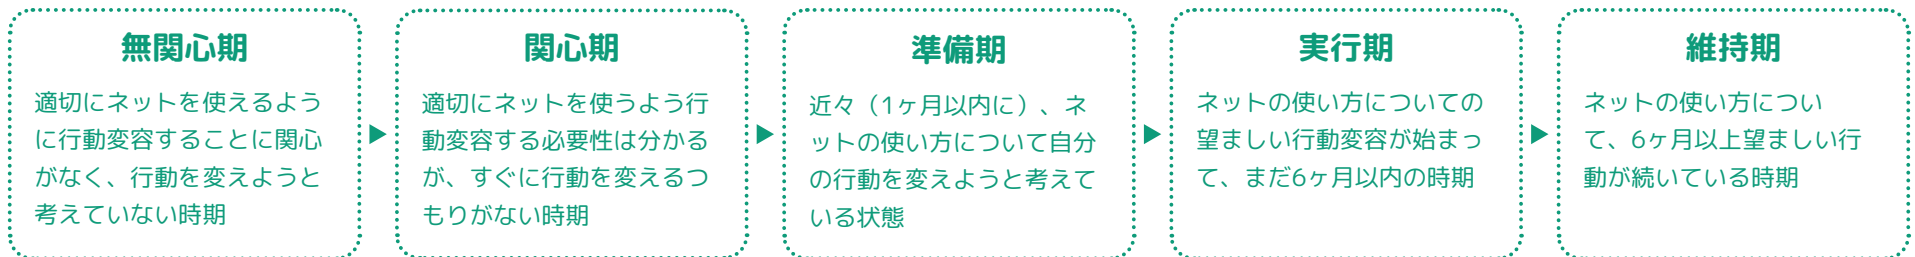 無関心期
適切にネットを使えるよう
に行動変容することに関心
がなく、行動を変えようと
考えていない時期
関心期
適切にネットを使うよう行
動変容する必要性は分かる
が、すぐに行動を変えるつ
もりがない時期
準備期
近々（1ヶ月以内に）、ネ
ットの使い方について自分
の行動を変えようと考えて
いる状態
実行期
ネットの使い方についての
望ましい行動変容が始まっ
て、まだ6ヶ月以内の時期
維持期
ネットの使い方につい
て、6ヶ月以上望ましい行
動が続いている時期